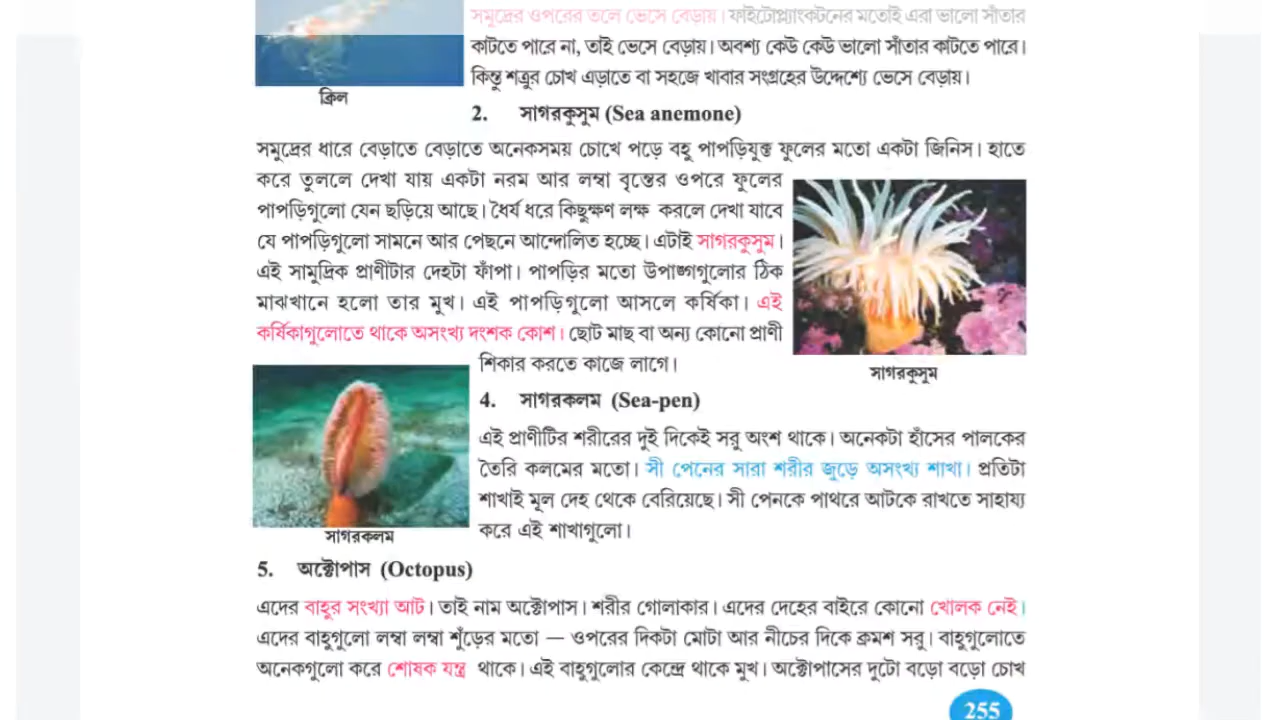 সমুদ্রের ওপরের তলে ভেসে বেড়ায়। ফাইটোপ্ল্যাংকটনের মতোই এরা ভালো সাঁতার
কাটতে পারে না, তাই ভেসে বেড়ায়। অবশ্য কেউ কেউ ভালো সাঁতার কাটতে পারে।
কিন্তু শত্রুর চোখ এড়াতে বা সহজে খাবার সংগ্রহের উদ্দেশ্যে ভেসে বেড়ায়।
ক্রিল
2. সাগরকুসুম (Sea anemone)
সমুদ্রের ধারে বেড়াতে বেড়াতে অনেকসময় চোখে পড়ে বহু পাপড়িযুক্ত ফুলের মতো একটা জিনিস। হাতে
করে তুললে দেখা যায় একটা নরম আর লম্বা বৃন্তের ওপরে ফুলের
পাপড়িগুলো যেন ছড়িয়ে আছে। ধৈর্য ধরে কিছুক্ষণ লক্ষ করলে দেখা যাবে
যে পাপড়িগুলো সামনে আর পেছনে আন্দোলিত হচ্ছে। এটাই সাগরকুসুম।
এই সামুদ্রিক প্রাণীটার দেহটা ফাঁপা। পাপড়ির মতো উপাঙ্গগুলোর ঠিক
মাঝখানে হলো তার মুখ। এই পাপড়িগুলো আসলে কর্ষিকা। এই
কর্ষিকাগুলোতে থাকে অসংখ্য দংশক কোশ। ছোট মাছ বা অন্য কোনো প্রাণী
শিকার করতে কাজে লাগে।
সাগরকুসুম
4. সাগরকলম (Sea-pen)
এই প্রাণীটির শরীরের দুই দিকেই সরু অংশ থাকে। অনেকটা হাঁসের পালকের
তৈরি কলমের মতো। সী পেনের সারা শরীর জুড়ে অসংখ্য শাখা। প্রতিটা
শাখাই মূল দেহ থেকে বেরিয়েছে। সী পেনকে পাথরে আটকে রাখতে সাহায্য
করে এই শাখাগুলো।
সাগরকলম
5. অক্টোপাস (Octopus)
এদের বাহুর সংখ্যা আট। তাই নাম অক্টোপাস। শরীর গোলাকার। এদের দেহের বাইরে কোনো খোলক নেই।
এদের বাহুগুলো লম্বা লম্বা শুঁড়ের মতো — ওপরের দিকটা মোটা আর নীচের দিকে ক্রমশ সরু। বাহুগুলোতে
অনেকগুলো করে শোষক যন্ত্র থাকে। এই বাহুগুলোর কেন্দ্রে থাকে মুখ। অক্টোপাসের দুটো বড়ো বড়ো চোখ
255